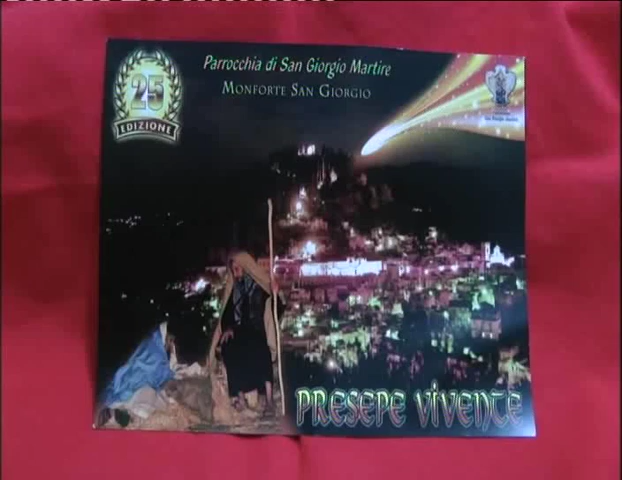 Parrocchia di San Giorgio Martire
MONFORTE SAN GIORGIO
25
EDIZIONE
PRESEPE VIVENTE